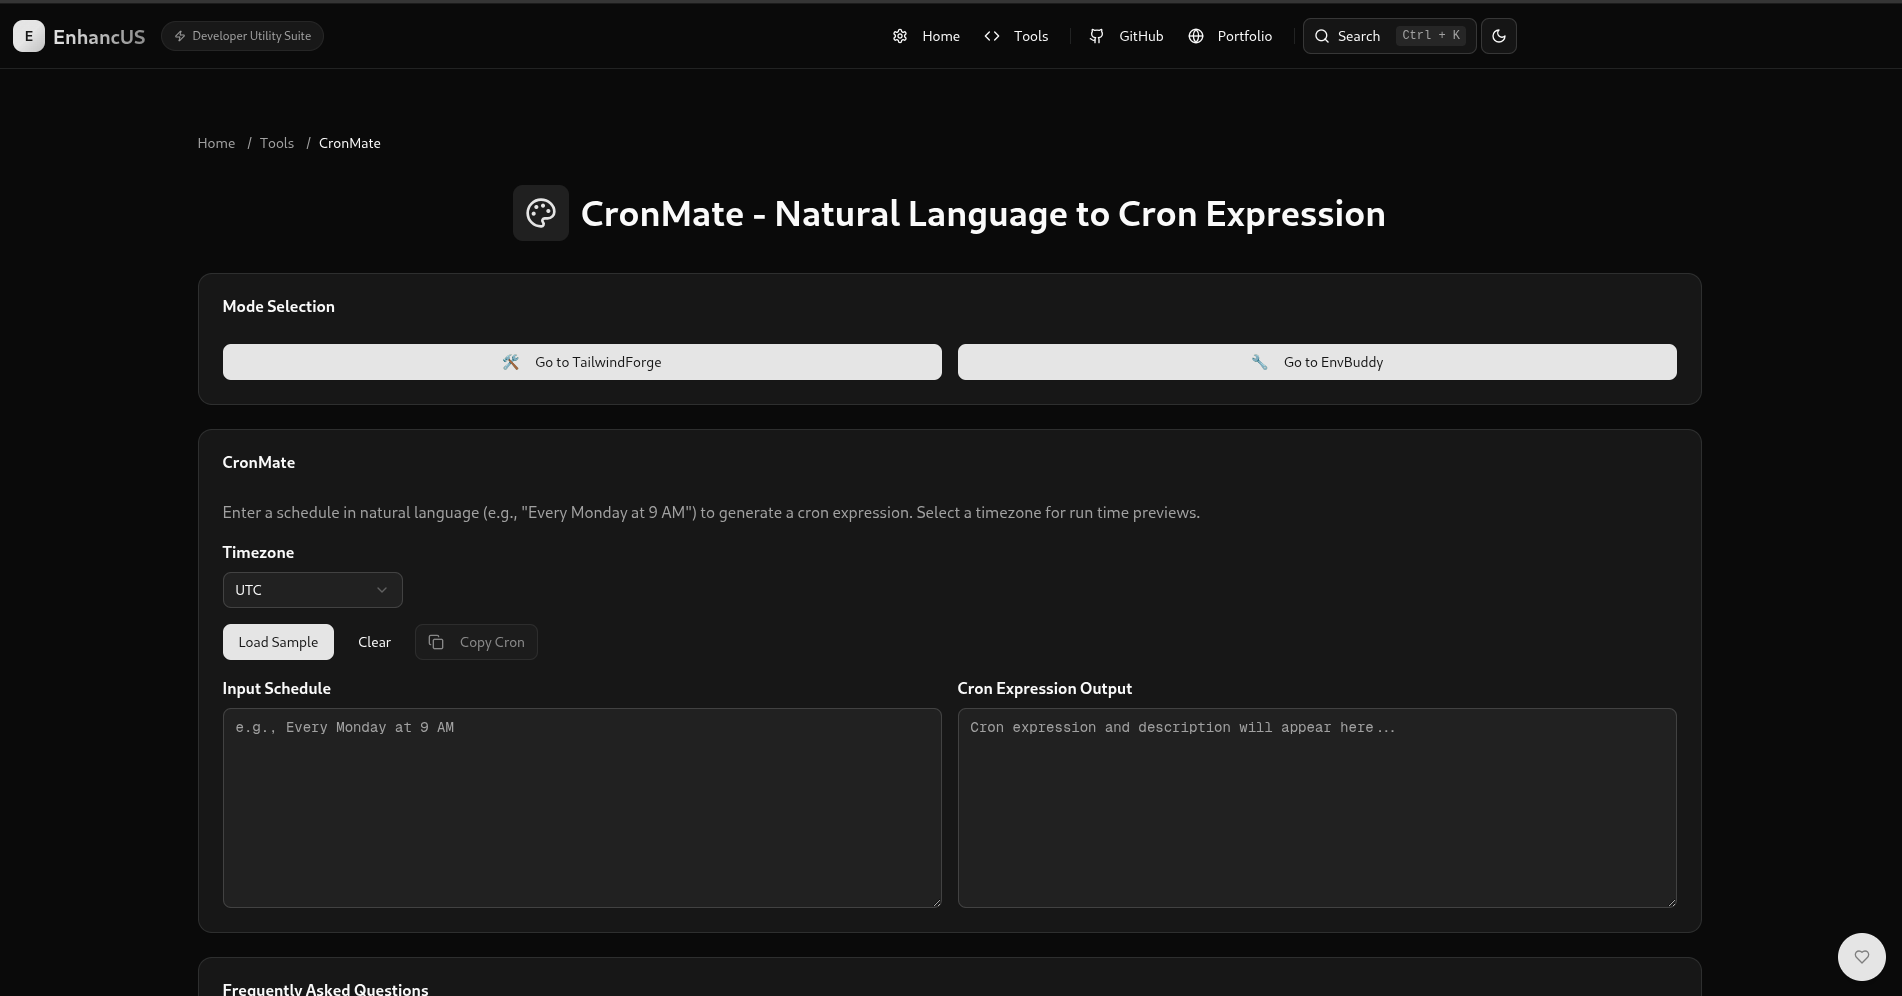 E EnhancUS Developer Utility Suite Home Tools GitHub Portfolio Search Ctrl + K
Home / Tools / CronMate
CronMate - Natural Language to Cron Expression
Mode Selection
🛠️ Go to TailwindForge
🔧 Go to EnvBuddy
CronMate
Enter a schedule in natural language (e.g., "Every Monday at 9 AM") to generate a cron expression. Select a timezone for run time previews.
Timezone
UTC
Load Sample Clear Copy Cron
Input Schedule
e.g., Every Monday at 9 AM
Cron Expression Output
Cron expression and description will appear here...
Frequently Asked Questions